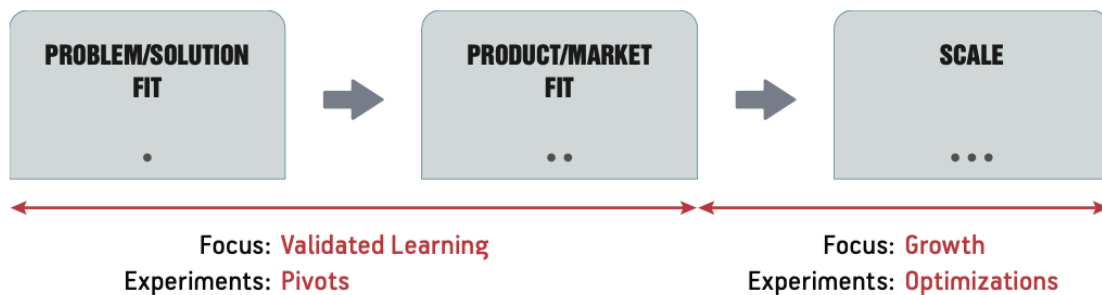 PROBLEM/SOLUTION
FIT
PRODUCT/MARKET
FIT
SCALE
Focus: Validated Learning
Experiments: Pivots
Focus: Growth
Experiments: Optimizations